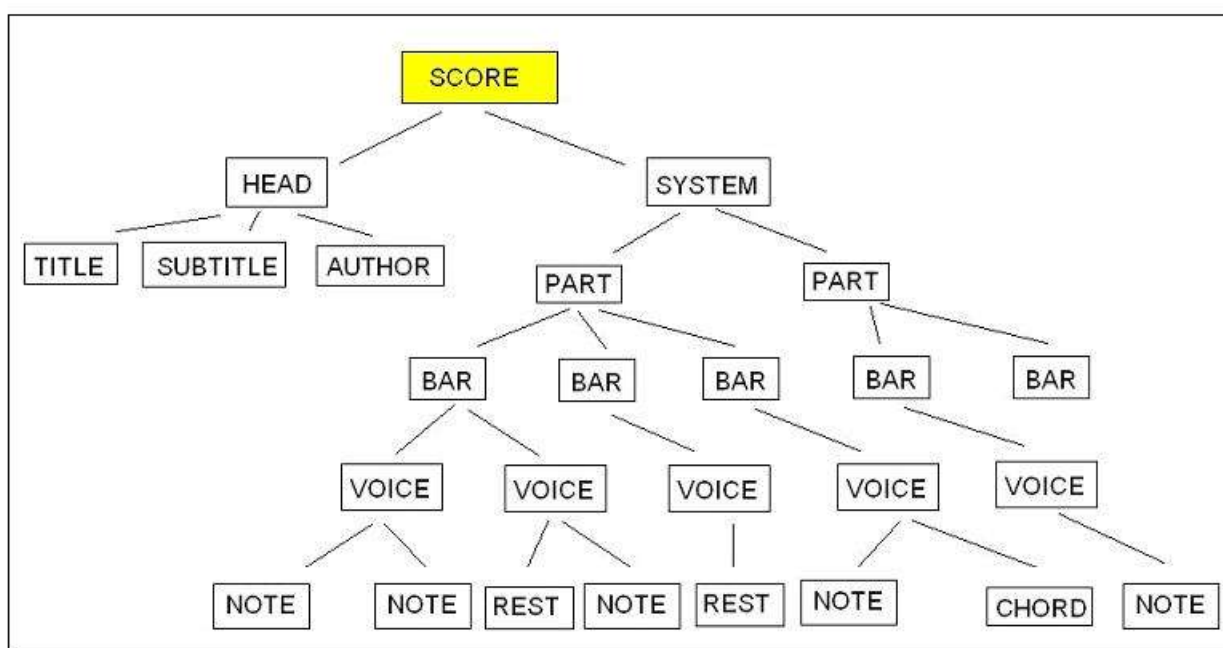 SCORE
HEAD
SYSTEM
TITLE
SUBTITLE
AUTHOR
PART
PART
BAR
BAR
BAR
BAR
BAR
VOICE
VOICE
VOICE
VOICE
VOICE
NOTE
NOTE
REST
NOTE
REST
NOTE
CHORD
NOTE